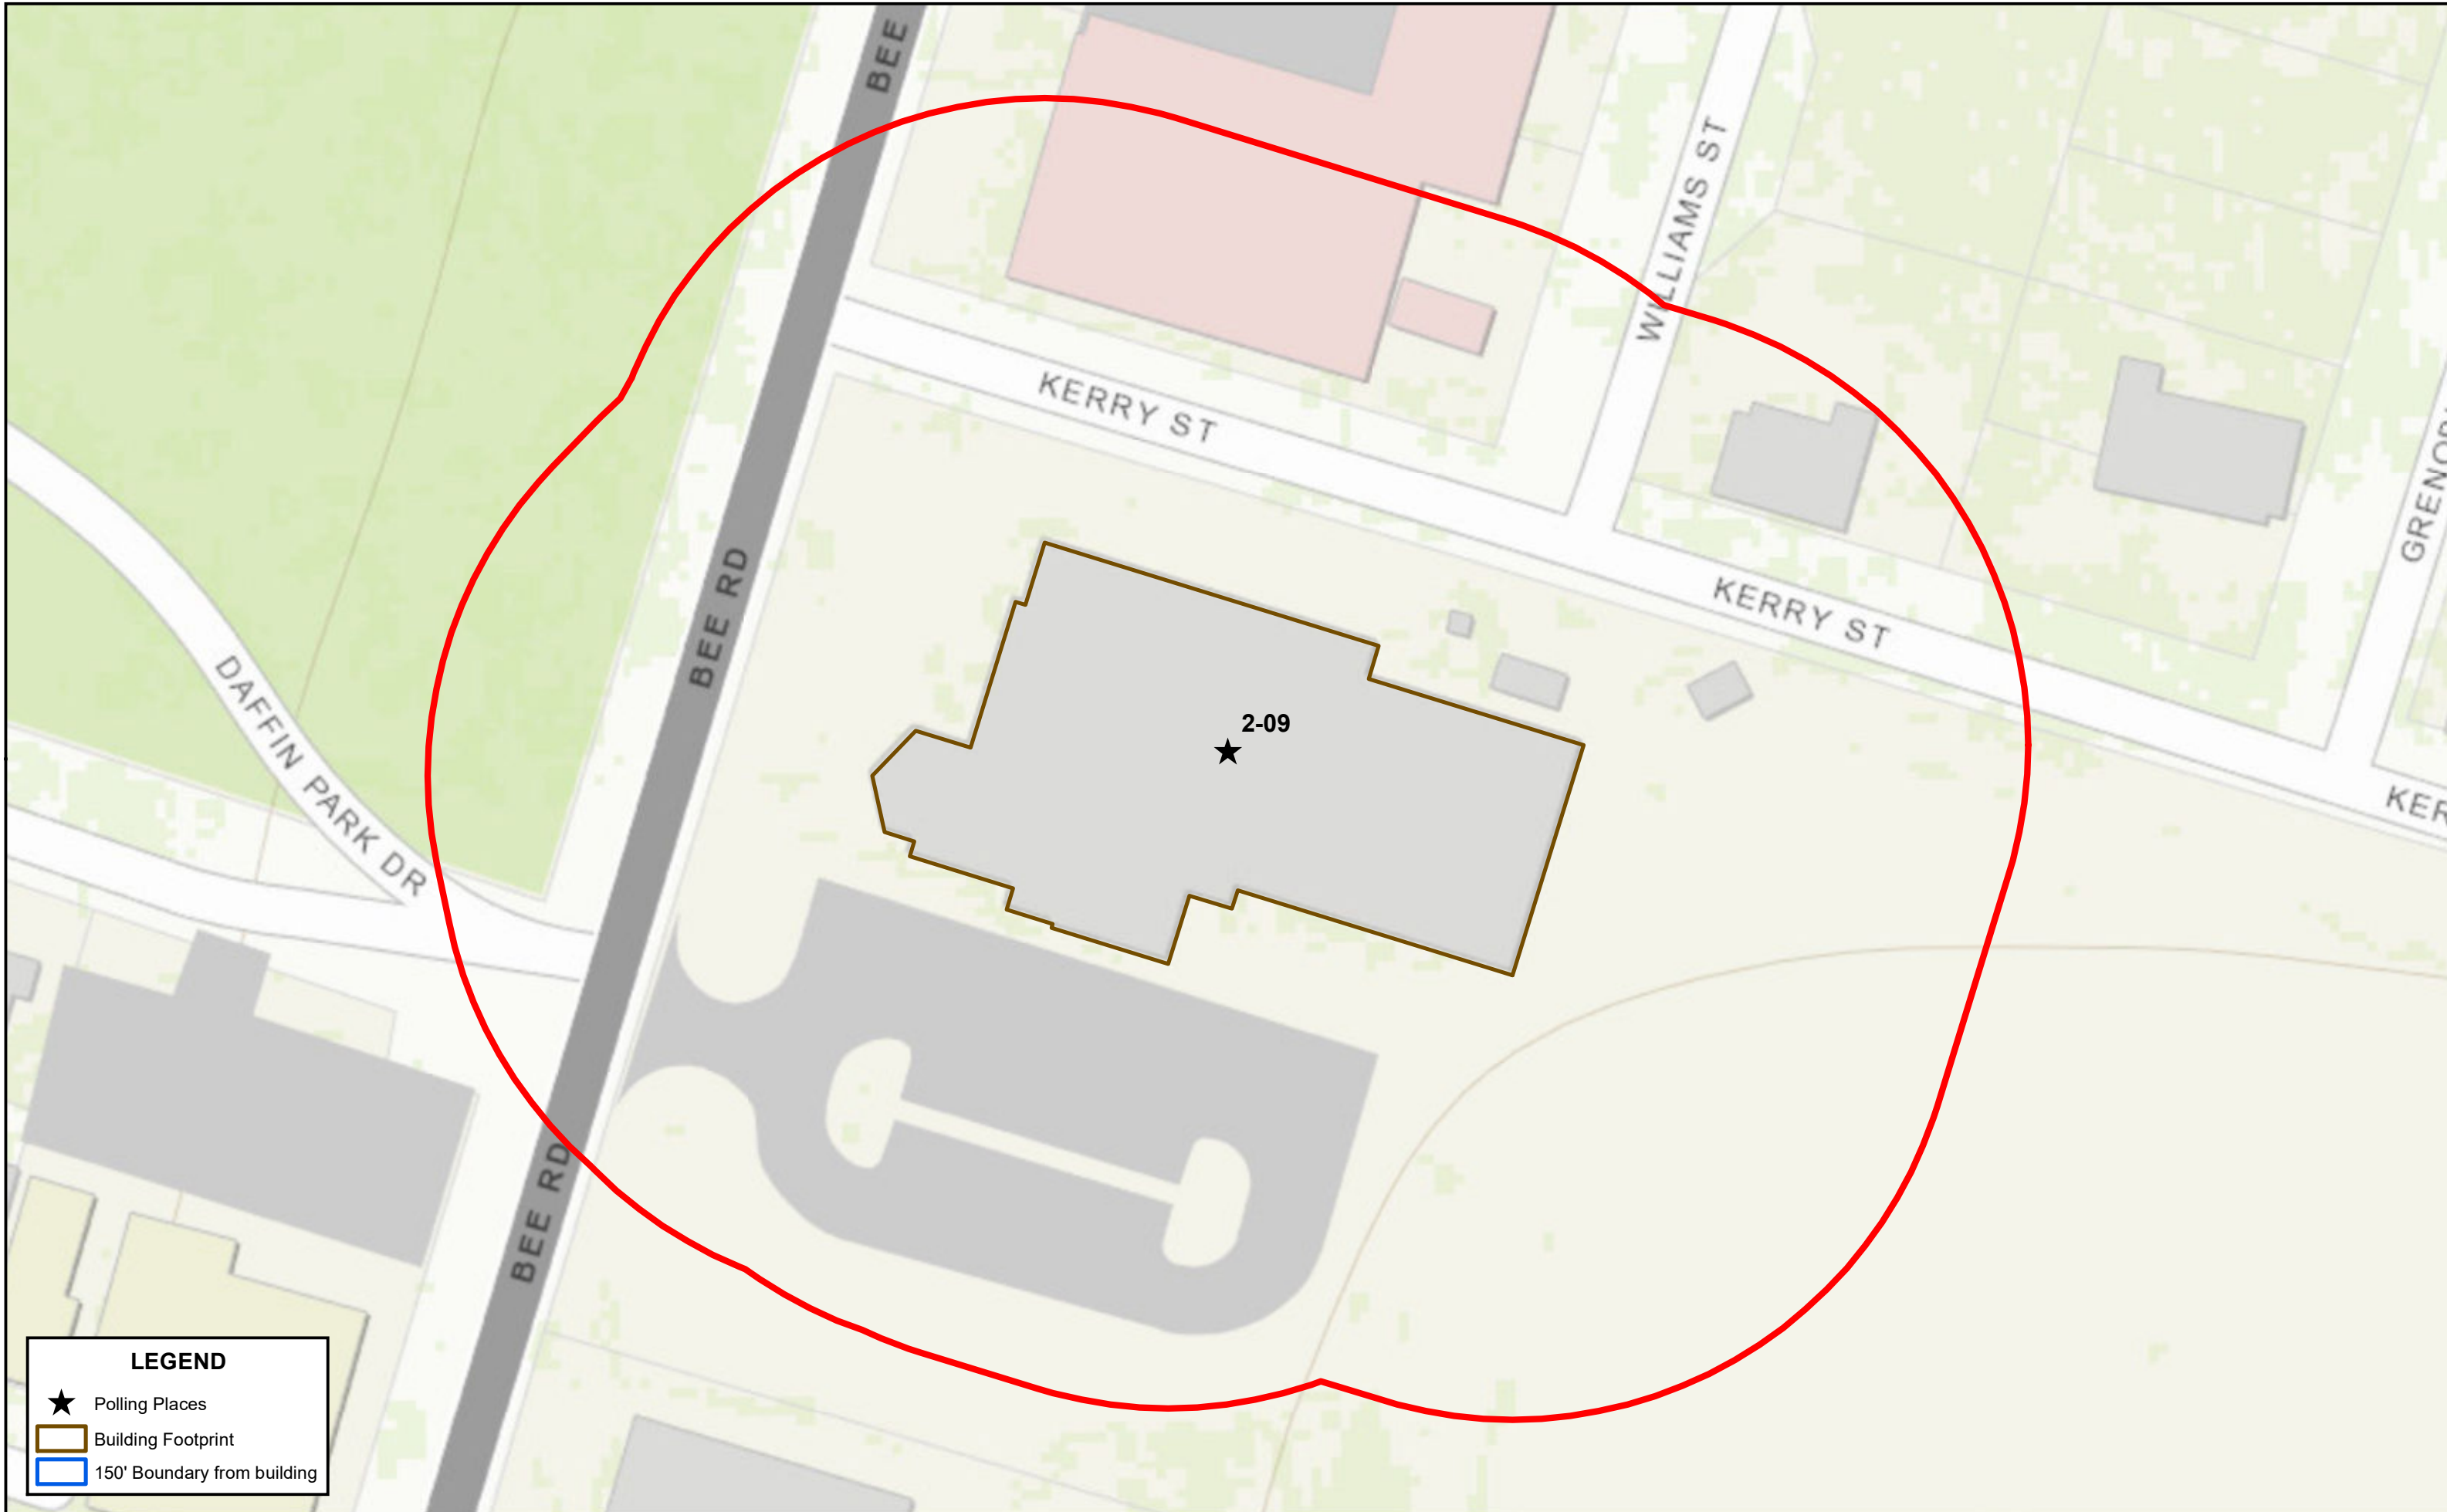 BEE
WILLIAMS ST
KERRY ST
BEE RD
KERRY ST
2-09
DAFFIN PARK DR
BEE RD
LEGEND
Polling Places
Building Footprint
150' Boundary from building